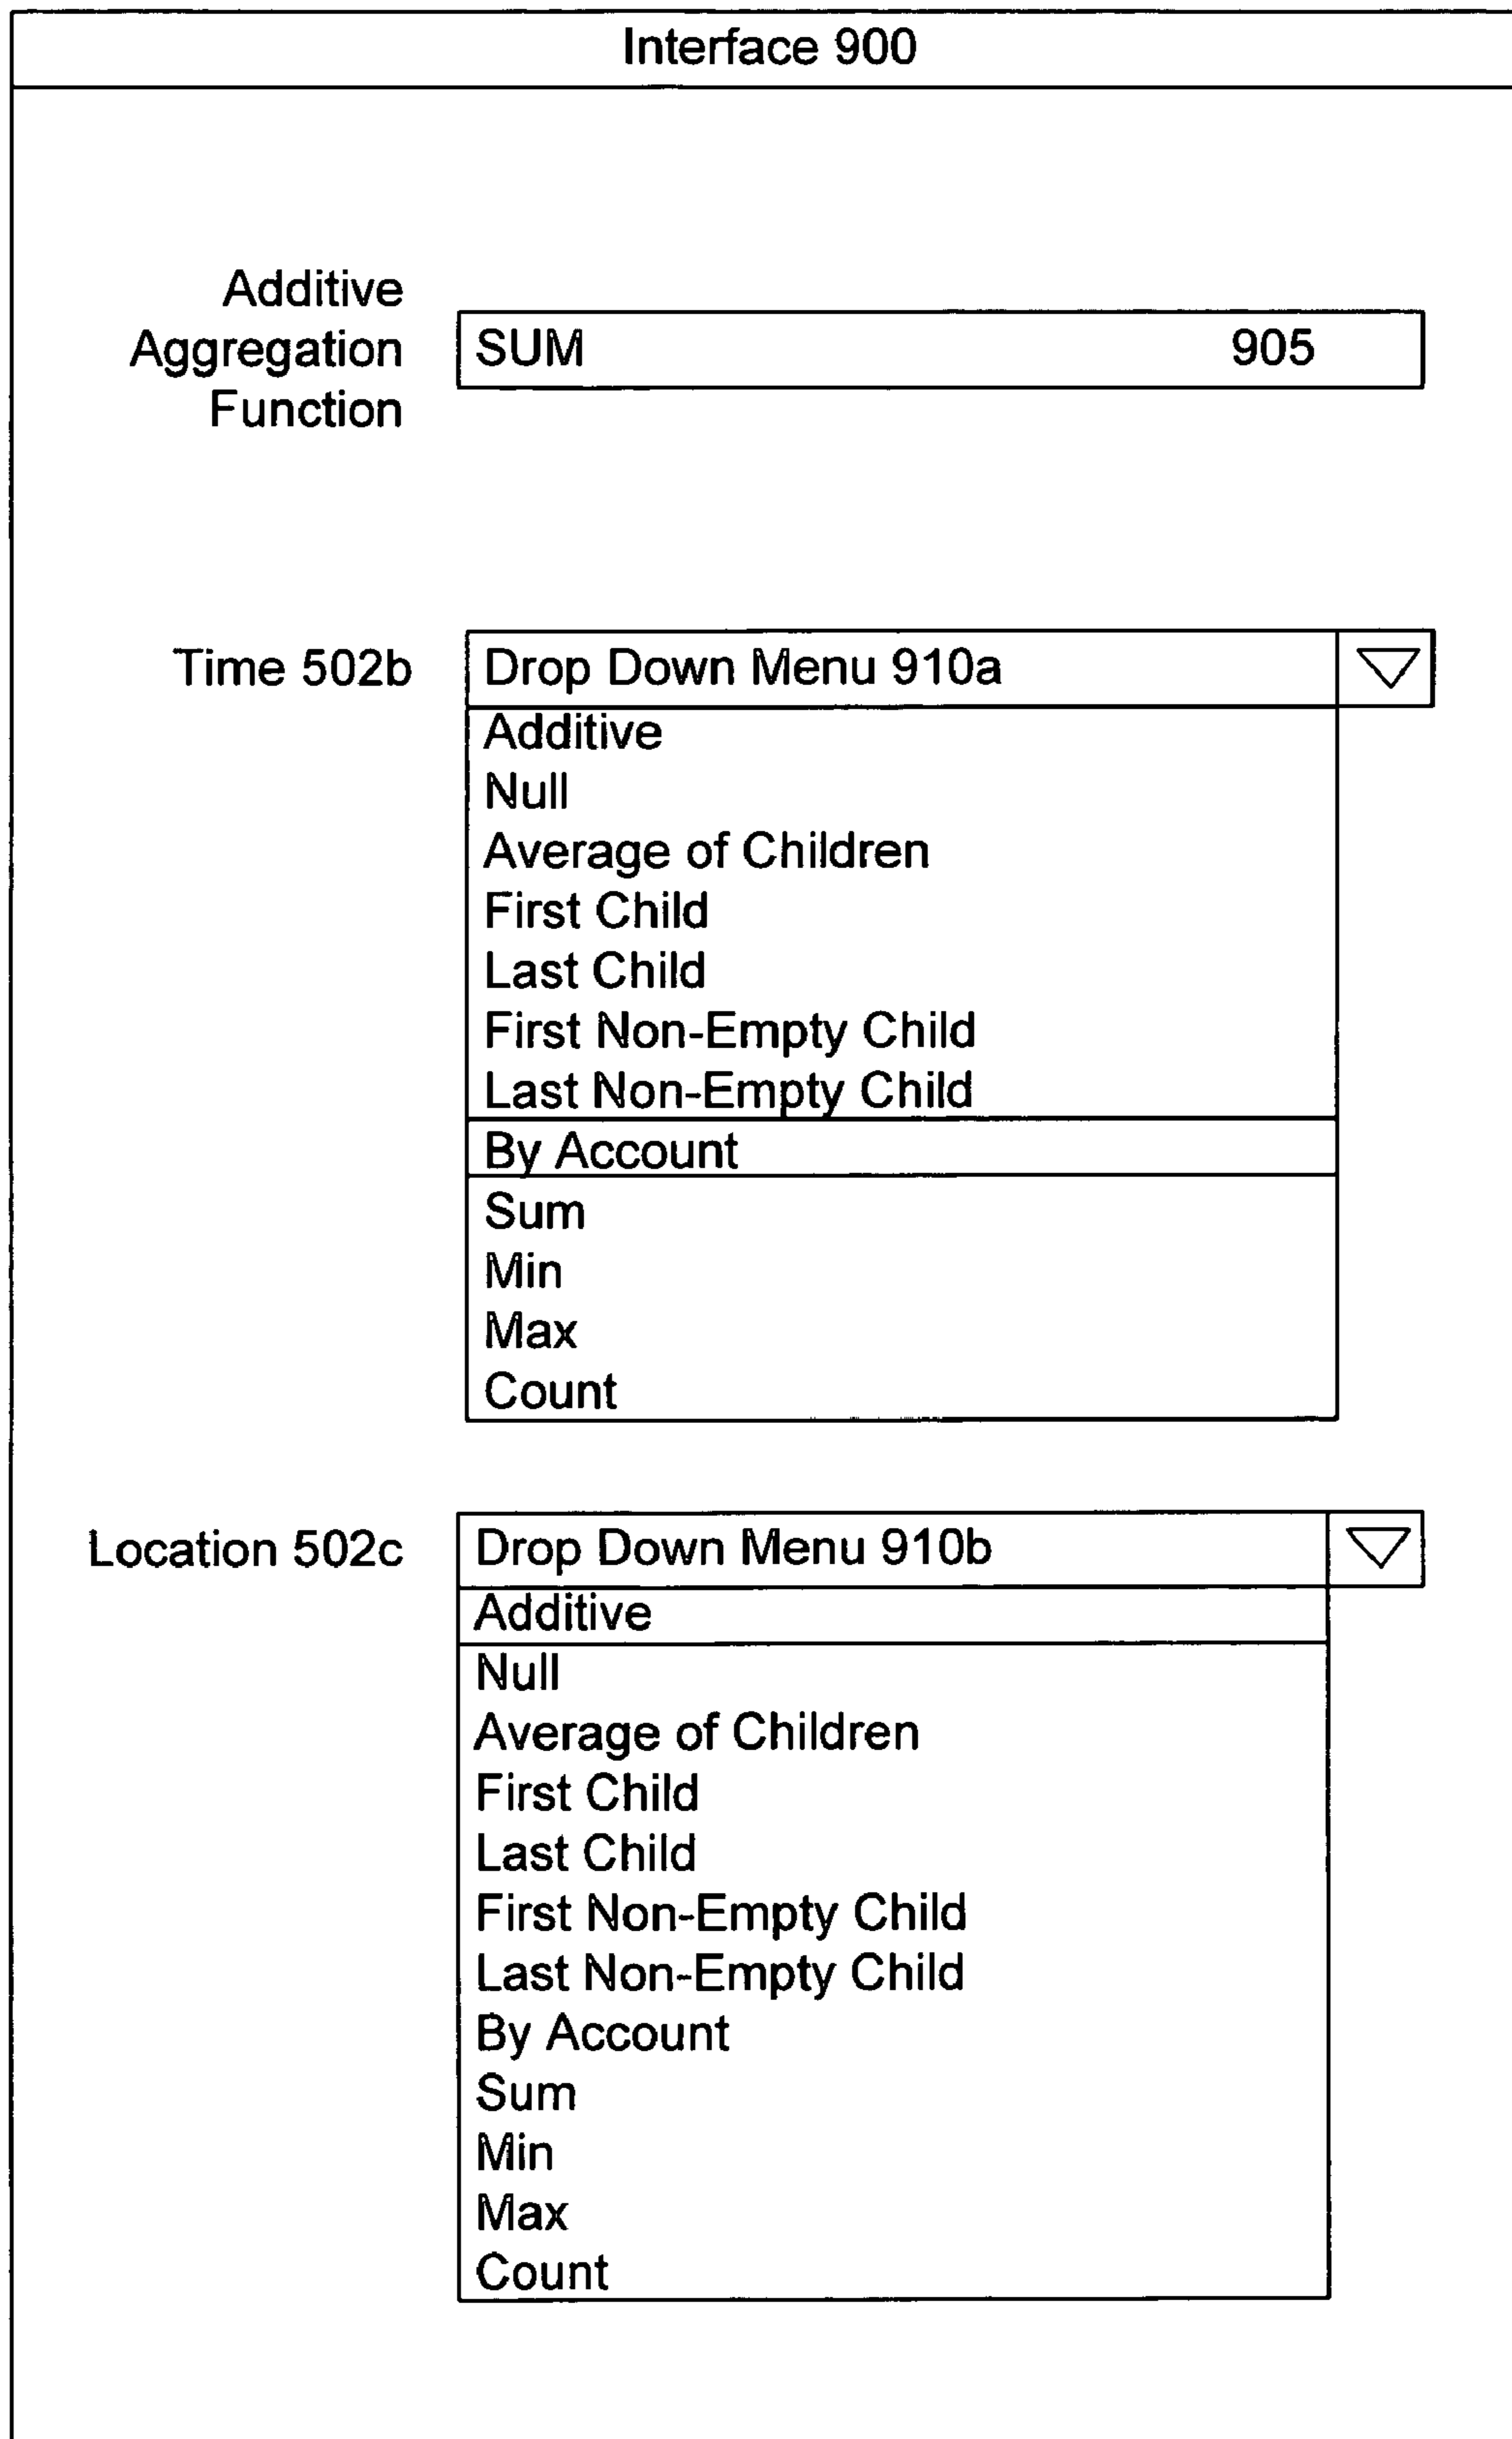 Interface 900
Additive
Aggregation
Function
SUM 905
Time 502b
Drop Down Menu 910a
Additive
Null
Average of Children
First Child
Last Child
First Non-Empty Child
Last Non-Empty Child
By Account
Sum
Min
Max
Count
Location 502c
Drop Down Menu 910b
Additive
Null
Average of Children
First Child
Last Child
First Non-Empty Child
Last Non-Empty Child
By Account
Sum
Min
Max
Count